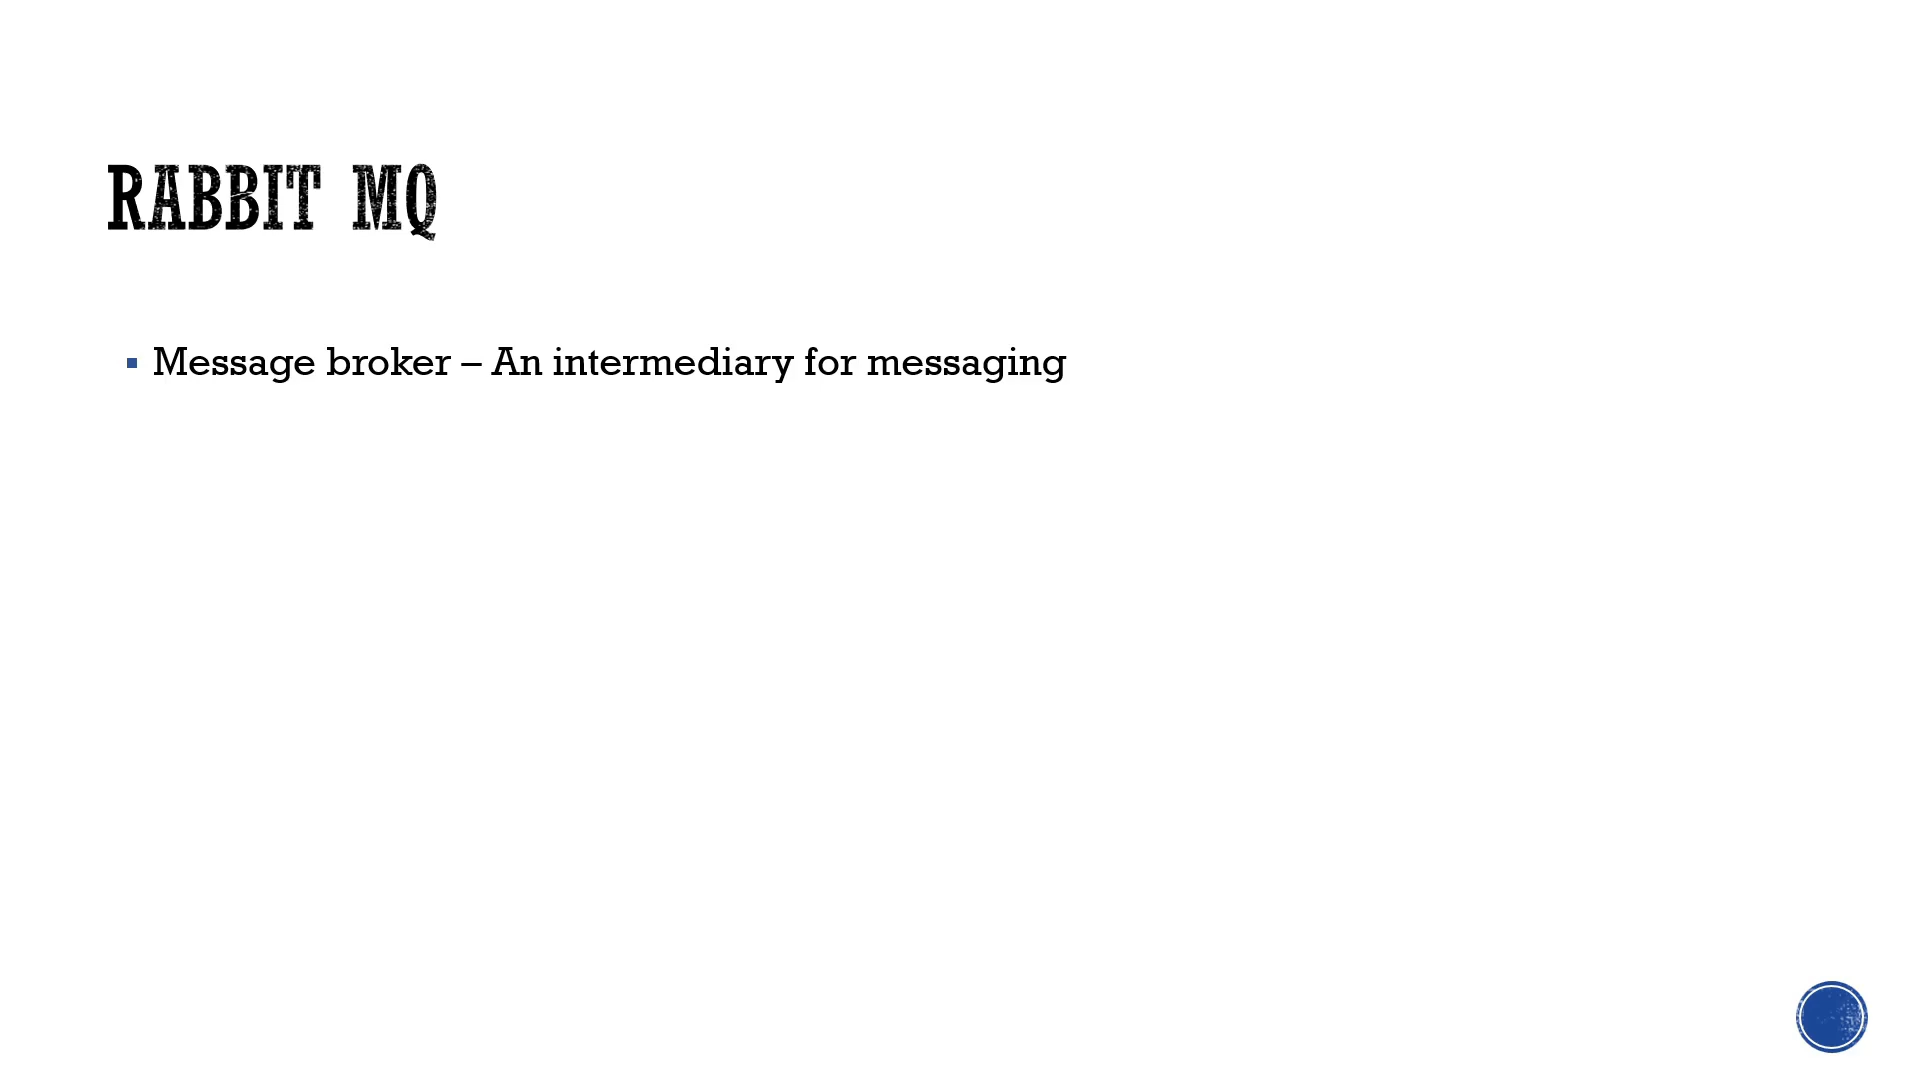 RABBIT MQ
▪ Message broker – An intermediary for messaging